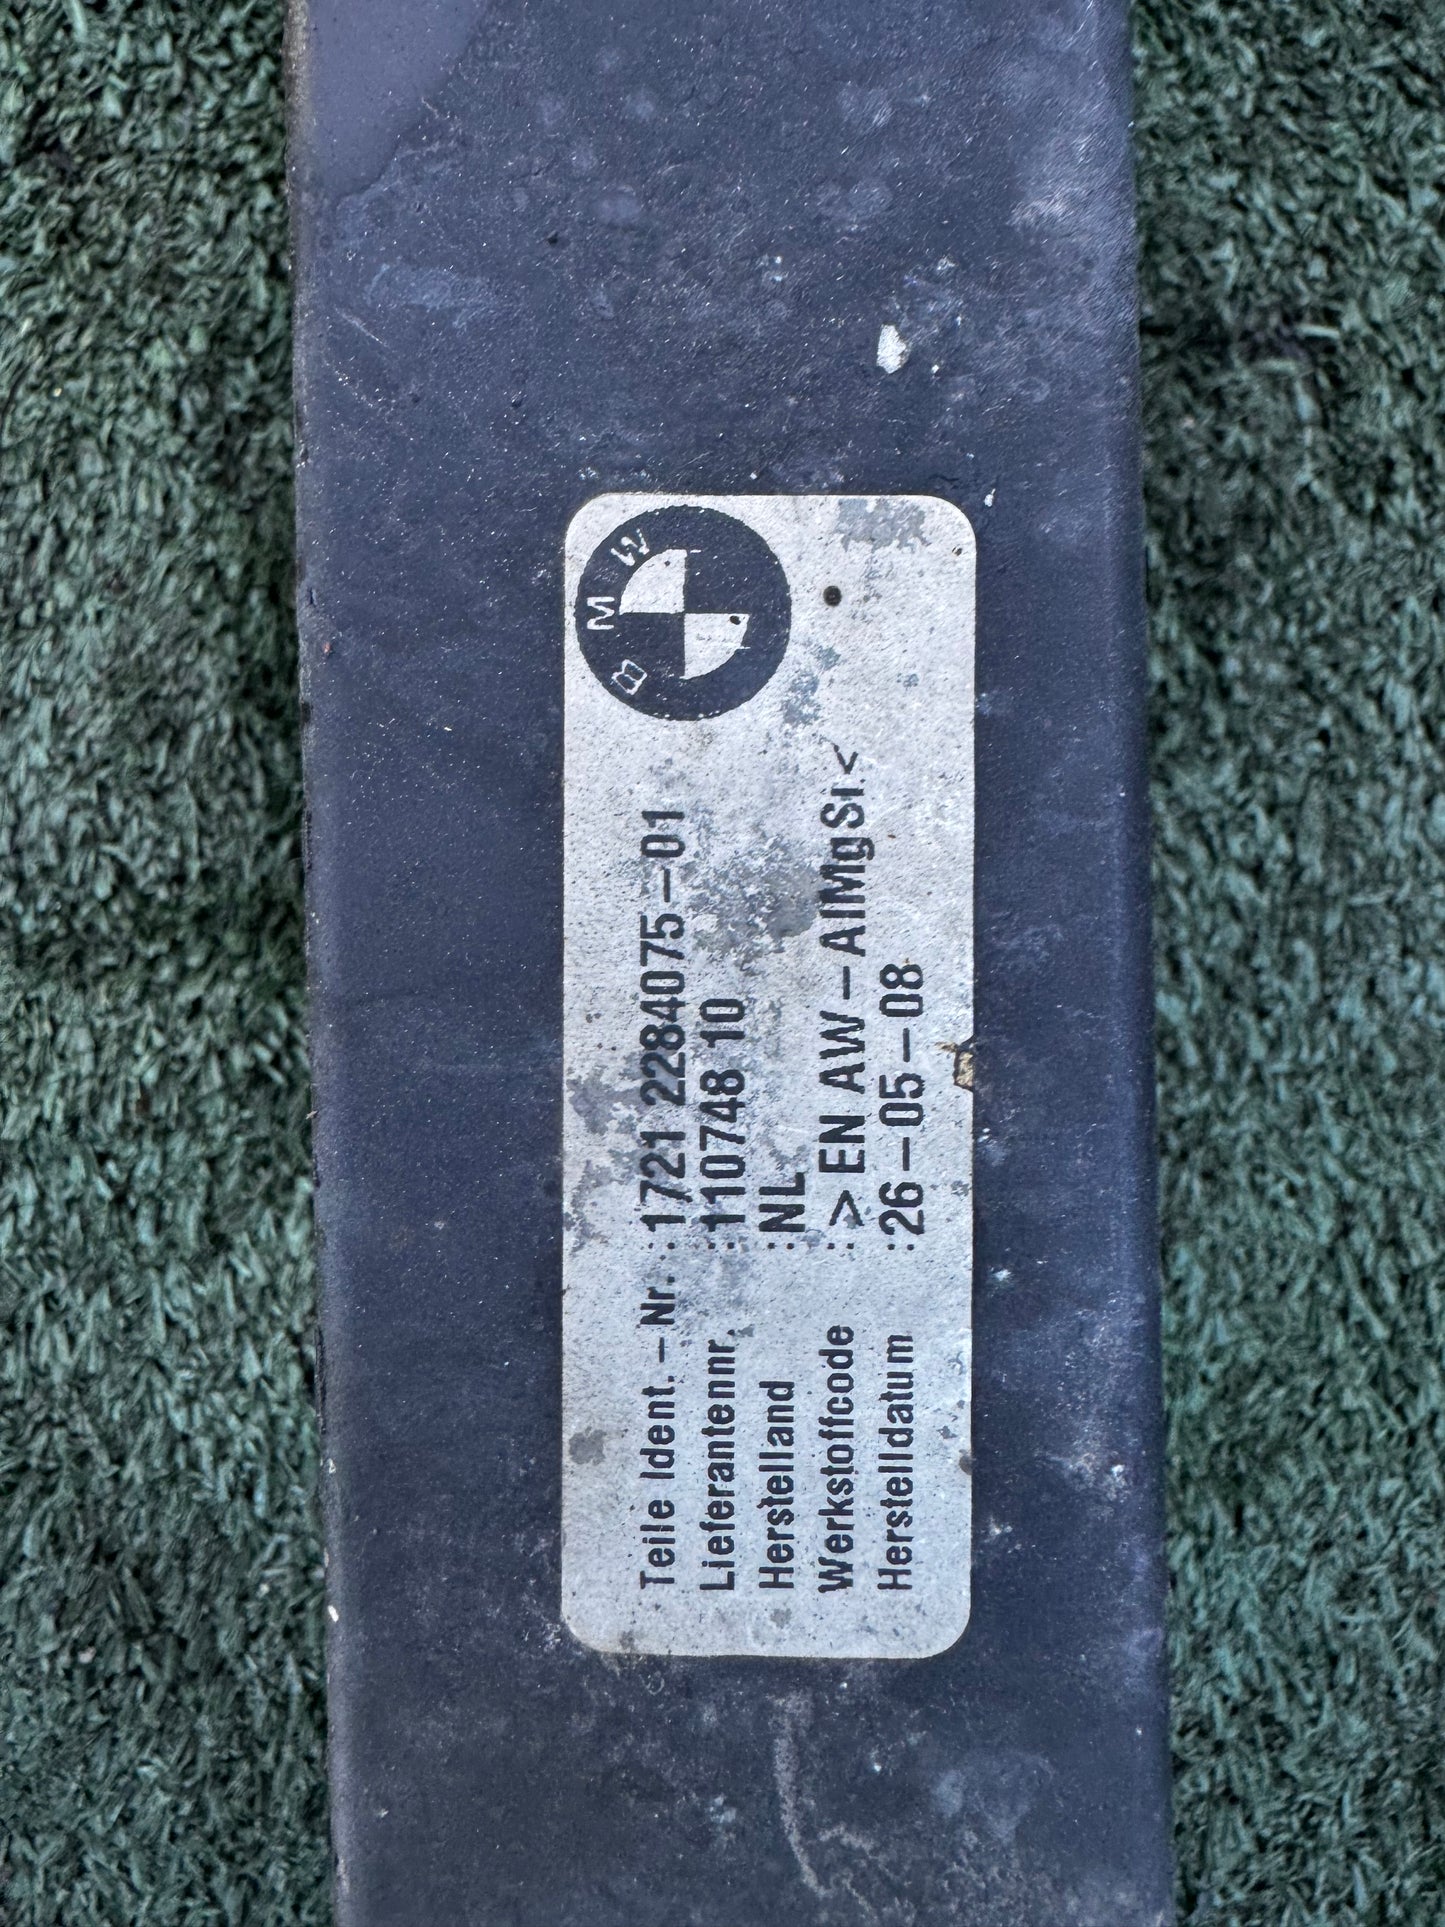 BMW
Teile Ident.-Nr. :1721 2284075-01
Lieferantennr. :110748 10
Herstelland :NL
Werkstoffcode :>EN AW-AlMgSi<
Herstelldatum :26-05-08